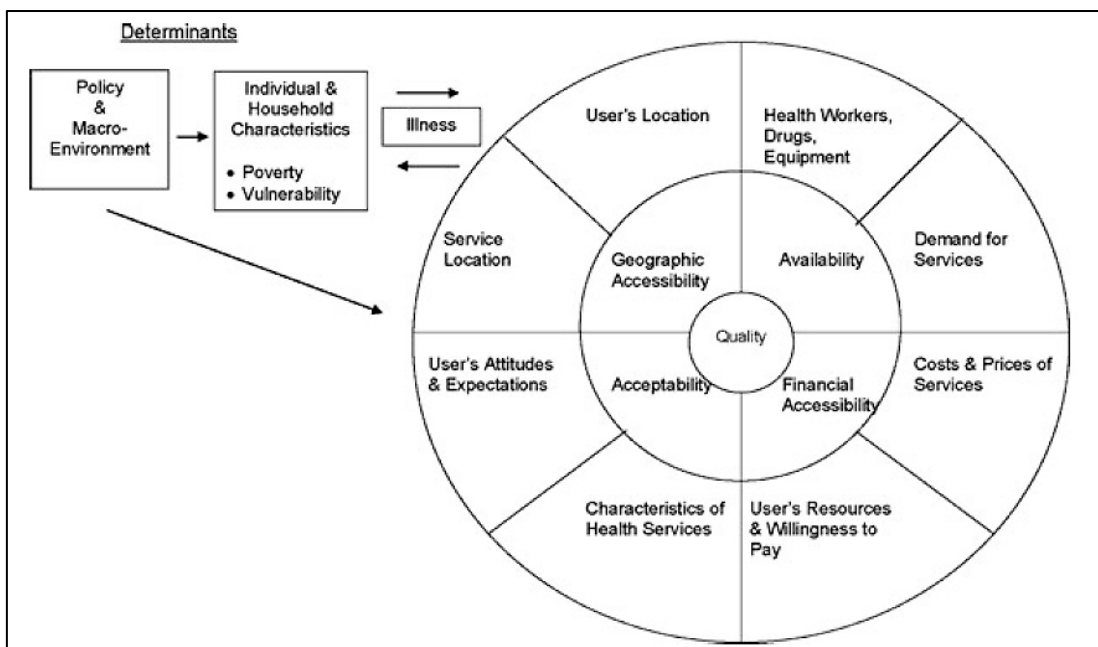 Determinants
Policy
&
Macro-
Environment
Individual &
Household
Characteristics
• Poverty
• Vulnerability
Illness
User's Location
Health Workers,
Drugs,
Equipment
Service
Location
Geographic
Accessibility
Availability
Demand for
Services
Quality
User's Attitudes
& Expectations
Acceptability
Financial
Accessibility
Costs & Prices of
Services
Characteristics of
Health Services
User's Resources
& Willingness to
Pay